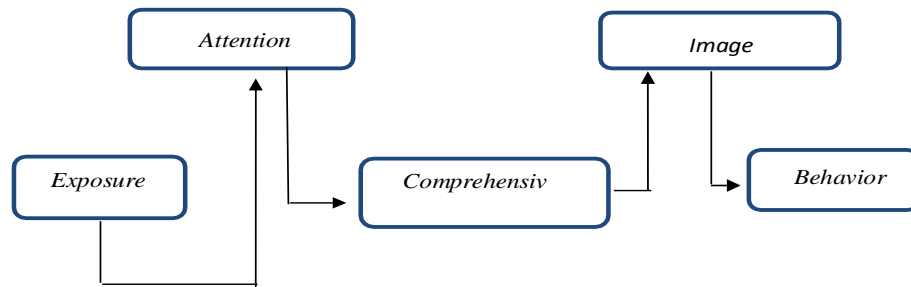 Attention
Image
Exposure
Comprehensiv
Behavior